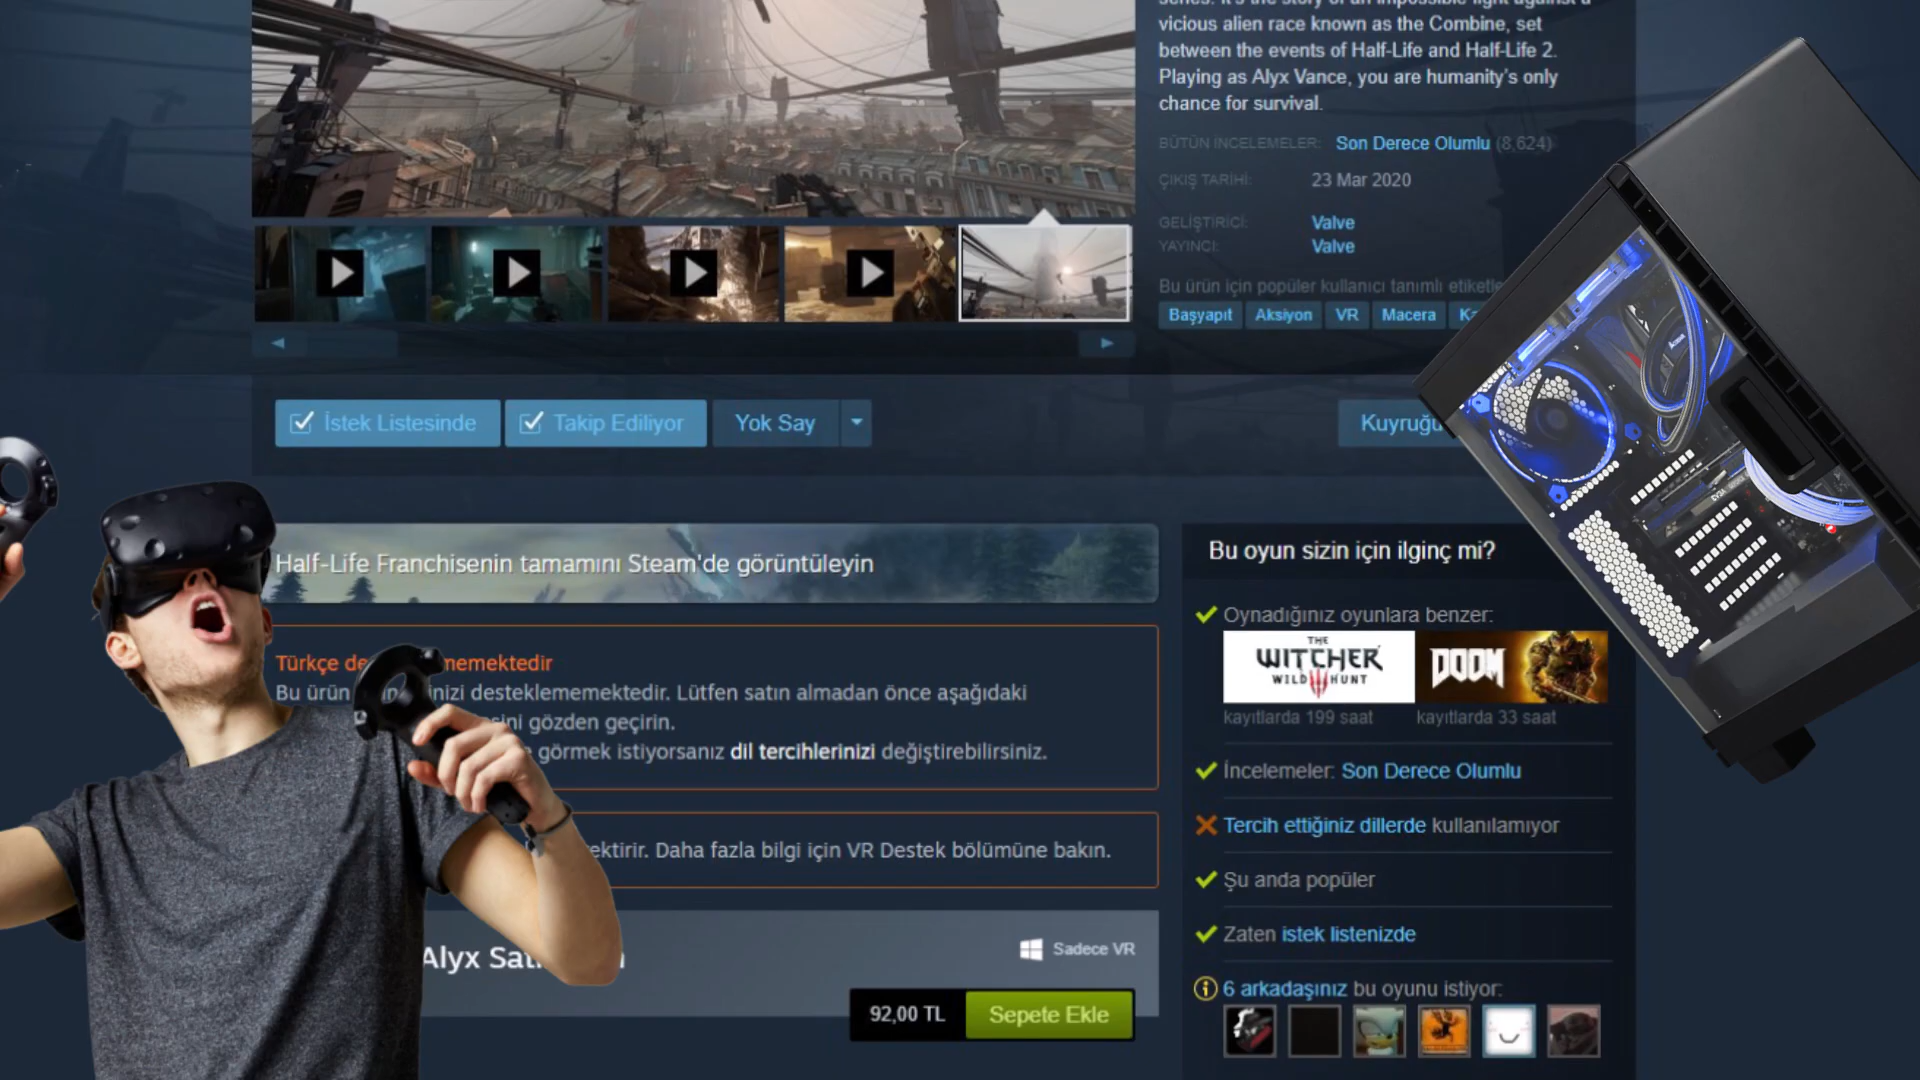 vicious alien race known as the Combine, set
between the events of Half-Life and Half-Life 2.
Playing as Alyx Vance, you are humanity's only
chance for survival.
BÜTÜN İNCELEMELER: Son Derece Olumlu (8,624)
ÇIKIŞ TARİHİ: 23 Mar 2020
GELİŞTİRİCİ: Valve
YAYINCI: Valve
Bu ürün için popüler kullanıcı tanımlı etiketle
Başyapıt Aksiyon VR Macera
İstek Listesinde Takip Ediliyor Yok Say
Kuyruğu
Half-Life Franchisenin tamamını Steam'de görüntüleyin
Türkçe de memektedir
Bu ürün inizi desteklememektedir. Lütfen satın almadan önce aşağıdaki
sini gözden geçirin.
görmek istiyorsanız dil tercihlerinizi değiştirebilirsiniz.
ektirir. Daha fazla bilgi için VR Destek bölümüne bakın.
Alyx Sat
Sadece VR
92,00 TL Sepete Ekle
Bu oyun sizin için ilginç mi?
Oynadığınız oyunlara benzer:
THE
WITCHER
WILD HUNT
DOOM
kayıtlarda 199 saat kayıtlarda 33 saat
İncelemeler: Son Derece Olumlu
Tercih ettiğiniz dillerde kullanılamıyor
Şu anda popüler
Zaten istek listenizde
6 arkadaşınız bu oyunu istiyor: